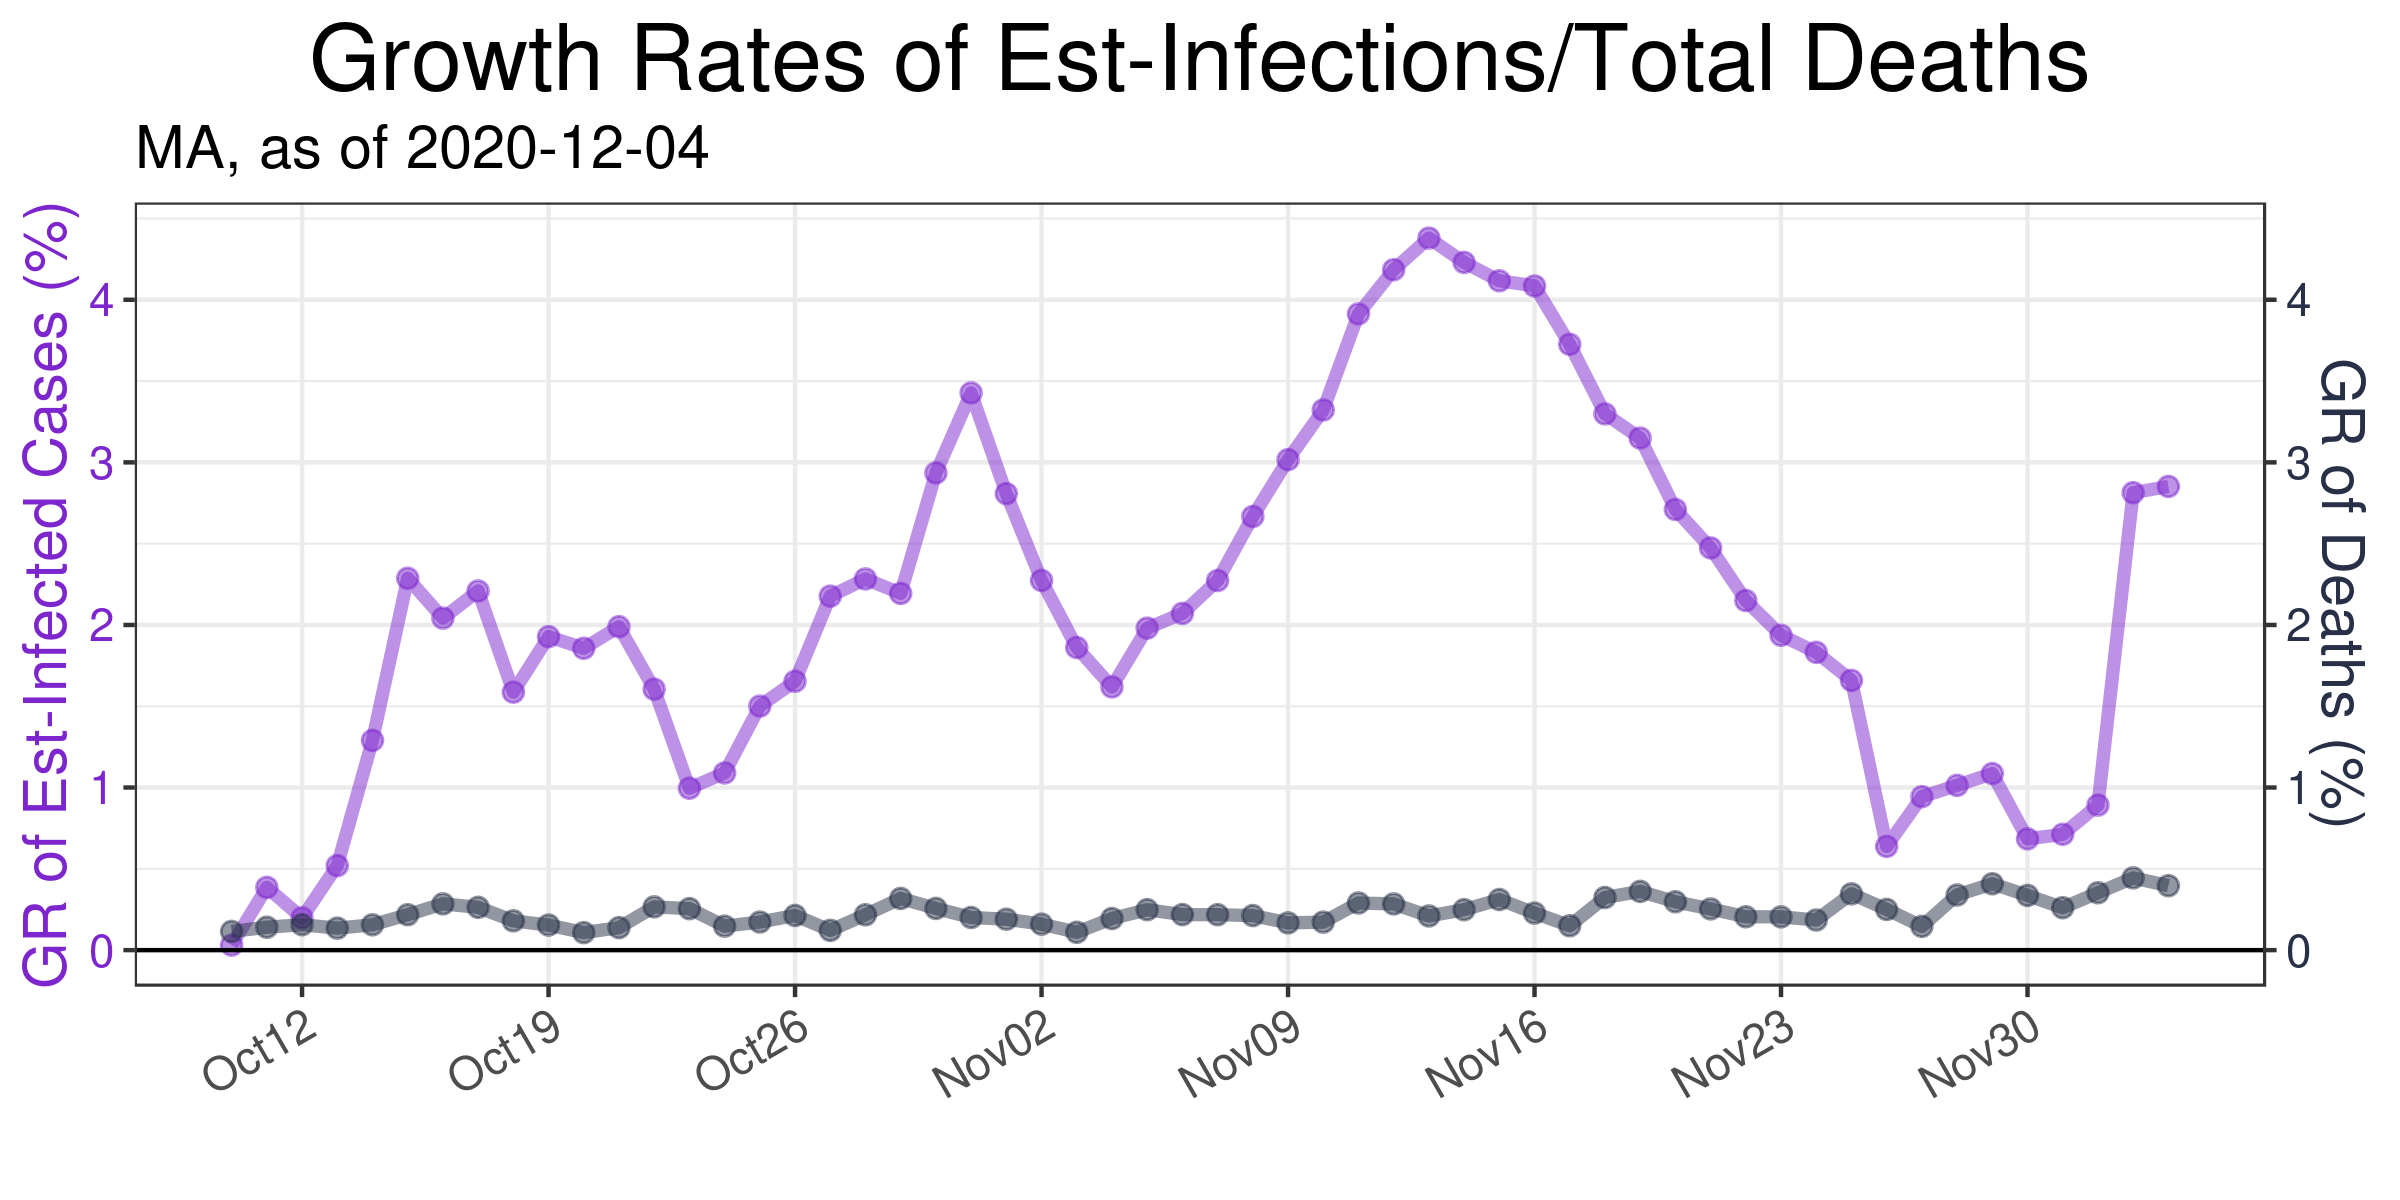 Growth Rates of Est-Infections/Total Deaths
MA, as of 2020-12-04
GR of Est-Infected Cases (%)
4
3
2
1
0
4
3
2
1
0
GR of Deaths (%)
Oct12
Oct19
Oct26
Nov02
Nov09
Nov16
Nov23
Nov30